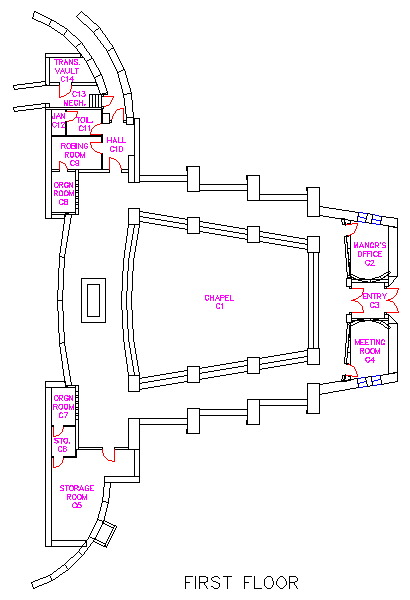 TRANS.
VAULT
C14
C13
MECH.
JAN
C12
TOIL.
C11
HALL
C10
ROBING
ROOM
C9
ORGN
ROOM
C8
MANGR'S
OFFICE
C2
CHAPEL
C1
ENTRY
C3
MEETING
ROOM
C4
ORGN
ROOM
C7
STO.
C6
STORAGE
ROOM
C5
FIRST FLOOR